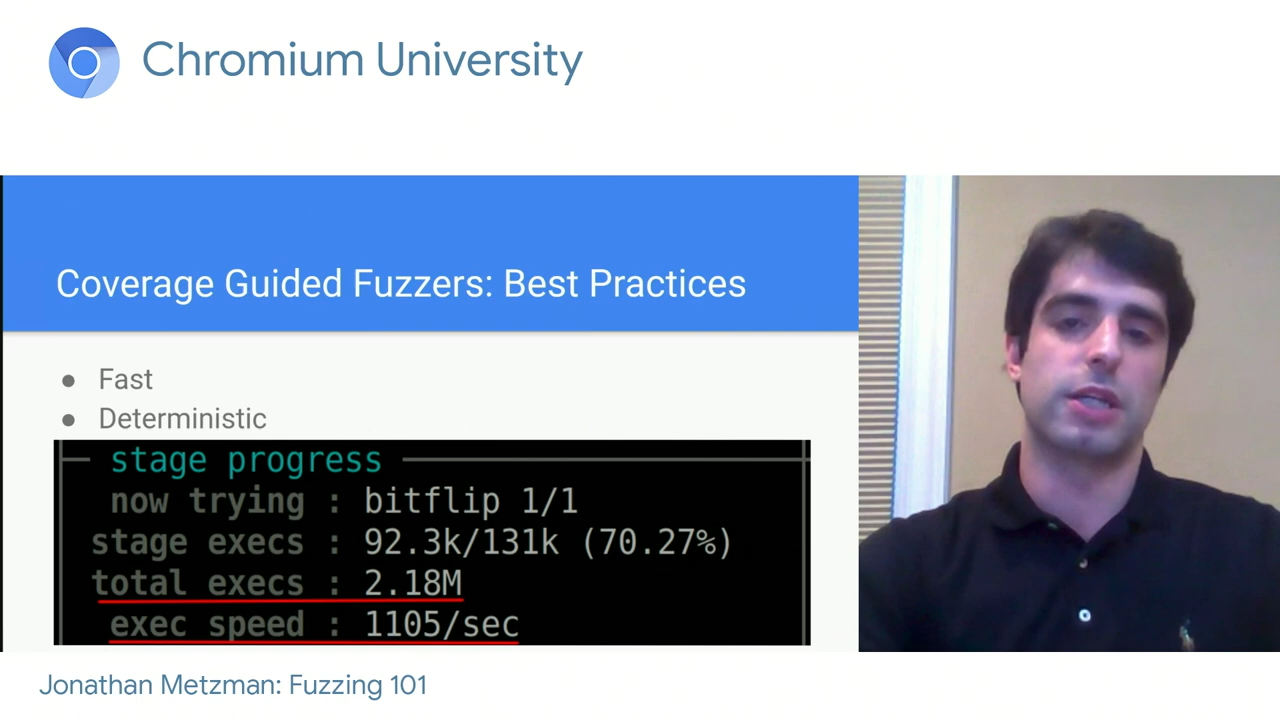 Chromium University
Coverage Guided Fuzzers: Best Practices
● Fast
● Deterministic
stage progress
now trying : bitflip 1/1
stage execs : 92.3k/131k (70.27%)
total execs : 2.18M
exec speed : 1105/sec
Jonathan Metzman: Fuzzing 101